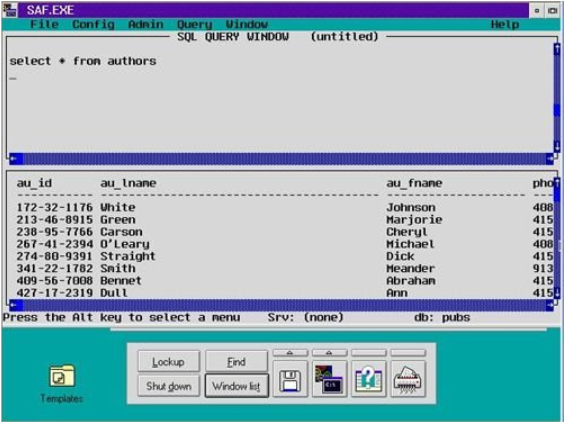 SAF.EXE
File Config Admin Query Window Help
SQL QUERY WINDOW (untitled)
select * from authors
_
au_id au_lname au_fname pho
172-32-1176 White Johnson 408
213-46-8915 Green Marjorie 415
238-95-7766 Carson Cheryl 415
267-41-2394 O'Leary Michael 408
274-80-9391 Straight Dick 415
341-22-1782 Smith Meander 913
409-56-7008 Bennet Abraham 415
427-17-2319 Dull Ann 415
Press the Alt key to select a menu Srv: (none) db: pubs
Lockup Find
Shut down Window list
Templates